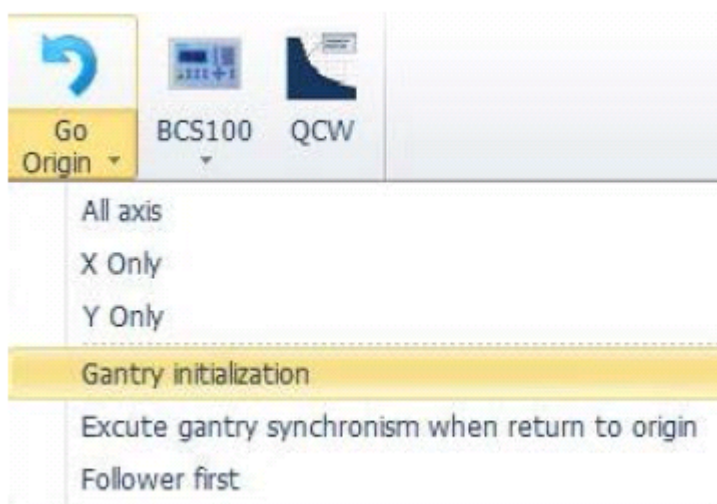 Go
Origin
BCS100
QCW
All axis
X Only
Y Only
Gantry initialization
Excute gantry synchronism when return to origin
Follower first